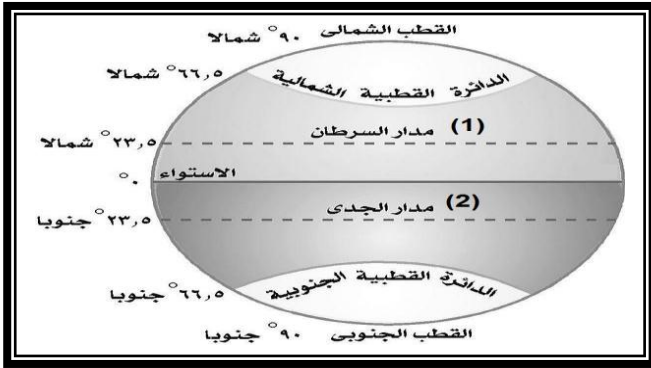 القطب الشمالى ٩٠° شمالا
٦٦,٥° شمالا
الدائرة القطبية الشمالية
(1) مدار السرطان
٢٣,٥° شمالا
الاستواء
٠°
(2) مدار الجدى
٢٣,٥° جنوبا
الدائرة القطبية الجنوبية
٦٦,٥° جنوبا
القطب الجنوبى ٩٠° جنوبا